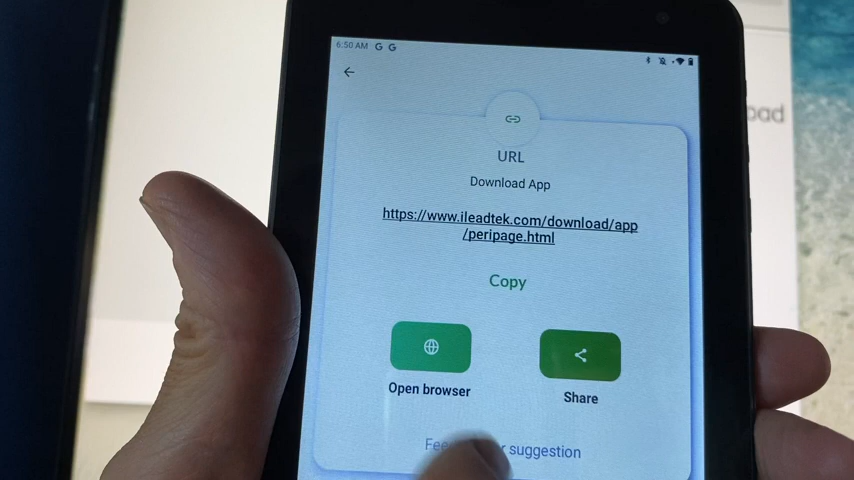 6:50 AM G G
URL
Download App
https://www.ileadtek.com/download/app
/peripage.html
Copy
Open browser
Share
suggestion